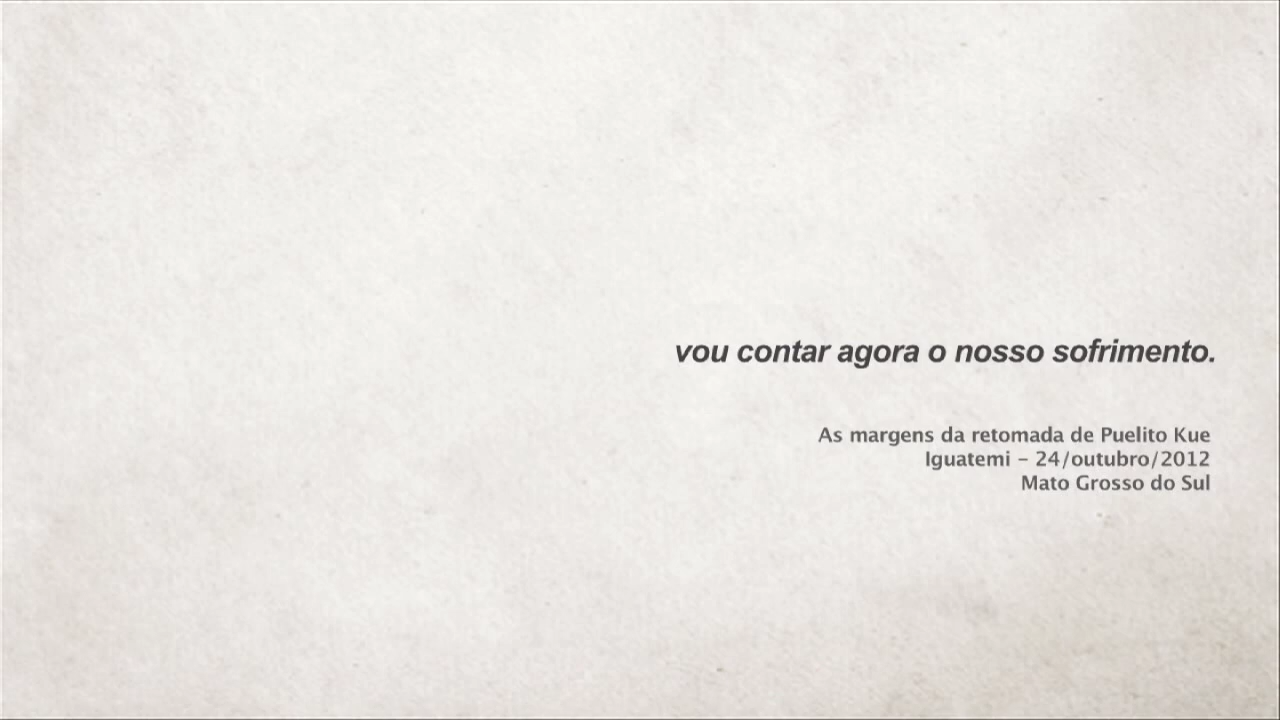 vou contar agora o nosso sofrimento.
As margens da retomada de Puelito Kue
Iguatemi - 24/outubro/2012
Mato Grosso do Sul